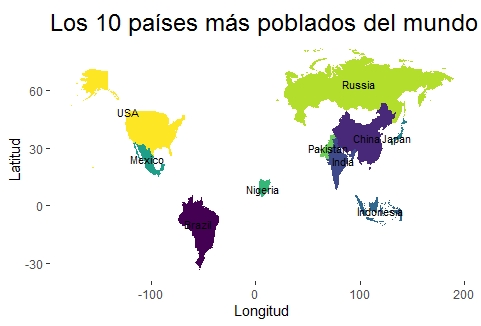 Los 10 países más poblados del mundo
Latitud
60
30
0
-30
Russia
USA
China
Japan
Pakistan
Mexico
India
Nigeria
Indonesia
Brazil
-100
0
100
200
Longitud